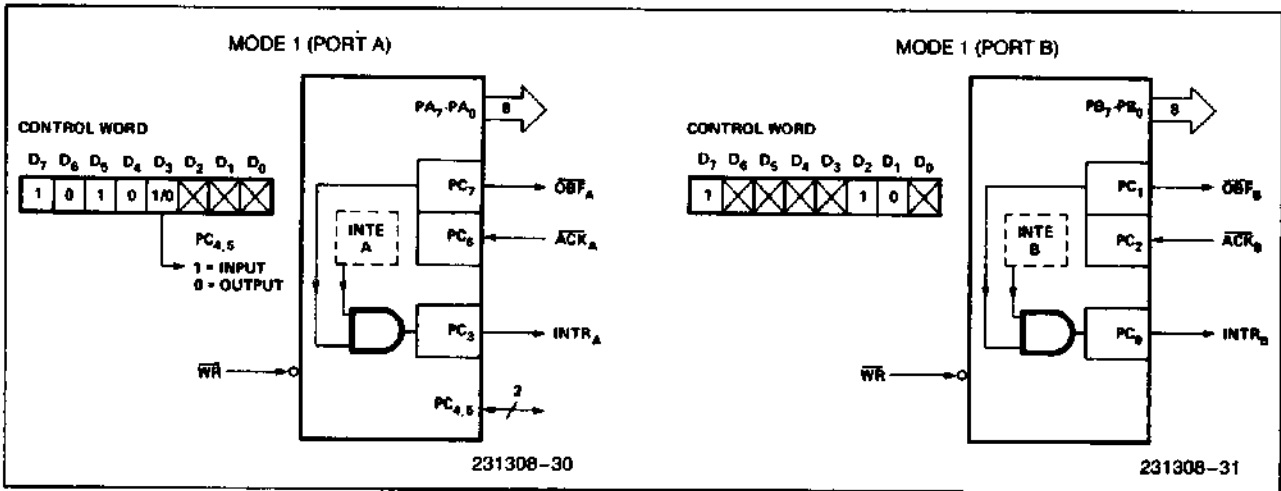 MODE 1 (PORT A)
CONTROL WORD
D7 D6 D5 D4 D3 D2 D1 D0
1 0 1 0 1/0
PC4,5
1 = INPUT
0 = OUTPUT
PA7-PA0
8
PC7
OBFA
INTE
A
PC6
ACKA
PC3
INTRA
WR
PC4,5
2
231308-30
MODE 1 (PORT B)
CONTROL WORD
D7 D6 D5 D4 D3 D2 D1 D0
1 1 0
PB7-PB0
8
PC1
OBFB
INTE
B
PC2
ACKB
PC0
INTRB
WR
231308-31